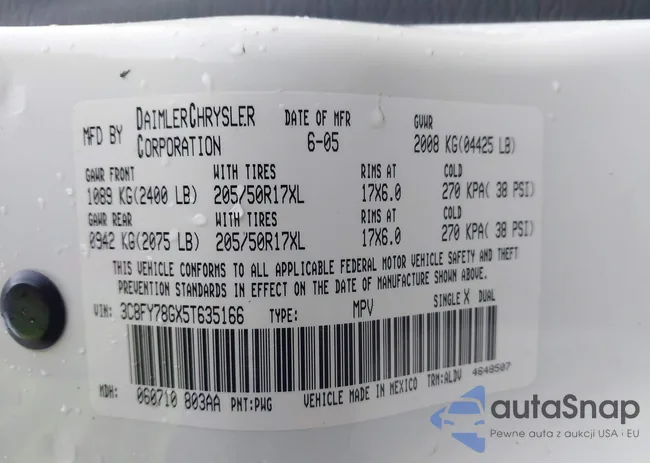 MFD BY DAIMLERCHRYSLER CORPORATION DATE OF MFR 6-05 GVWR 2008 KG(04425 LB)
GAWR FRONT WITH TIRES RIMS AT COLD
1089 KG(2400 LB) 205/50R17XL 17X6.0 270 KPA( 38 PSI)
GAWR REAR WITH TIRES RIMS AT COLD
0942 KG(2075 LB) 205/50R17XL 17X6.0 270 KPA( 38 PSI)
THIS VEHICLE CONFORMS TO ALL APPLICABLE FEDERAL MOTOR VEHICLE SAFETY AND THEFT
PREVENTION STANDARDS IN EFFECT ON THE DATE OF MANUFACTURE SHOWN ABOVE.
VIN: 3C8FY78GX5T635166 TYPE: MPV SINGLE X DUAL
MDH: 060710 803AA PNT:PWG VEHICLE MADE IN MEXICO TRM:ALDV 4648507
autaSnap
Pewne auta z aukcji USA i EU